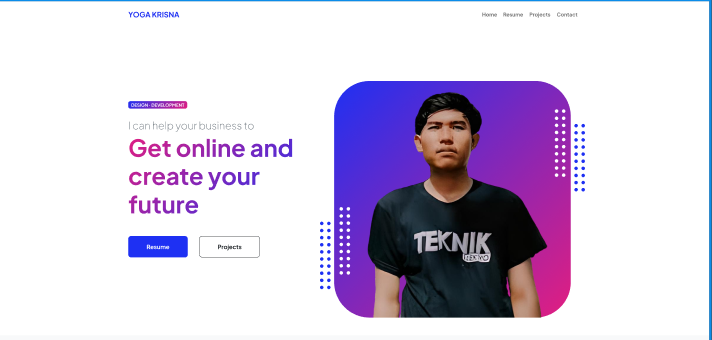 YOGA KRISNA
Home Resume Projects Contact
DESIGN · DEVELOPMENT
I can help your business to
Get online and
create your
future
Resume Projects
TEKNIK
TEKYO